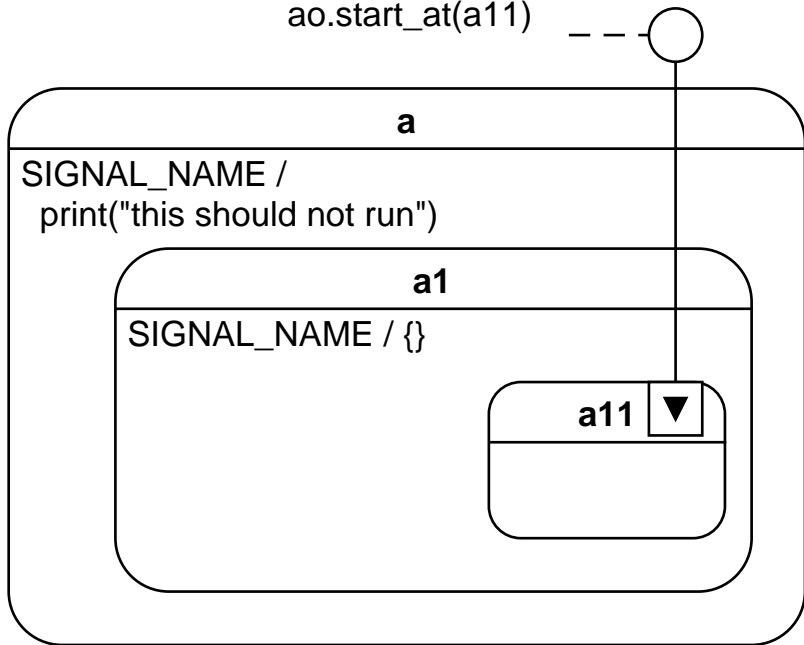 ao.start_at(a11)
a
SIGNAL_NAME /
print("this should not run")
a1
SIGNAL_NAME / {}
a11